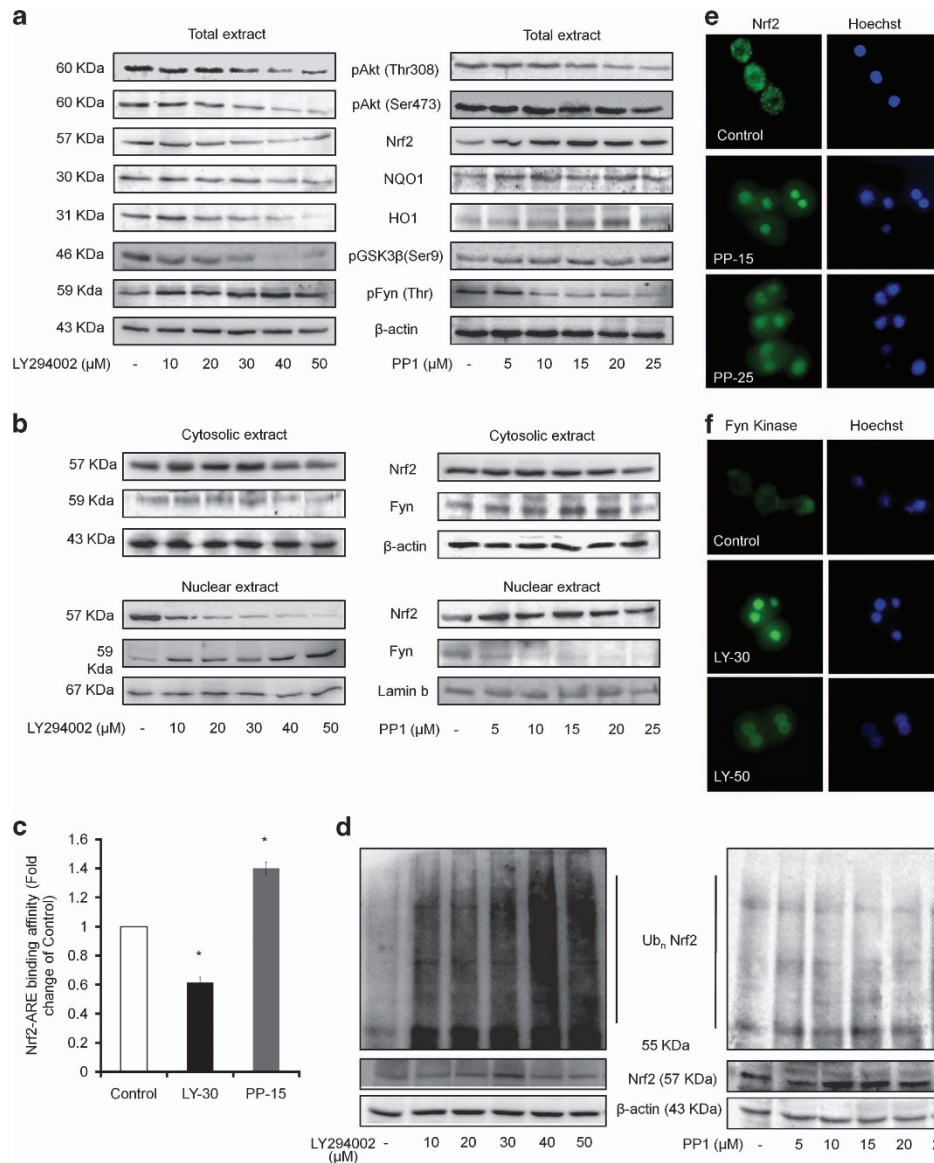 a
Total extract
Total extract
60 KDa
pAkt (Thr308)
60 KDa
pAkt (Ser473)
57 KDa
Nrf2
30 KDa
NQO1
31 KDa
HO1
46 KDa
pGSK3β(Ser9)
59 Kda
pFyn (Thr)
43 KDa
β-actin
LY294002 (µM) - 10 20 30 40 50
PP1 (µM) - 5 10 15 20 25
b
Cytosolic extract
Cytosolic extract
57 KDa
Nrf2
59 Kda
Fyn
43 KDa
β-actin
Nuclear extract
Nuclear extract
57 KDa
Nrf2
59
Kda
Fyn
67 KDa
Lamin b
LY294002 (µM) - 10 20 30 40 50
PP1 (µM) - 5 10 15 20 25
e
Nrf2
Hoechst
Control
PP-15
PP-25
f
Fyn Kinase
Hoechst
Control
LY-30
LY-50
c
Nrf2-ARE binding affinity (Fold
change of Control)
1.6
1.4
1.2
1
0.8
0.6
0.4
0.2
0
*
*
Control LY-30 PP-15
d
Ubn Nrf2
55 KDa
Nrf2 (57 KDa)
β-actin (43 KDa)
LY294002 - 10 20 30 40 50
(µM)
PP1 (µM) - 5 10 15 20